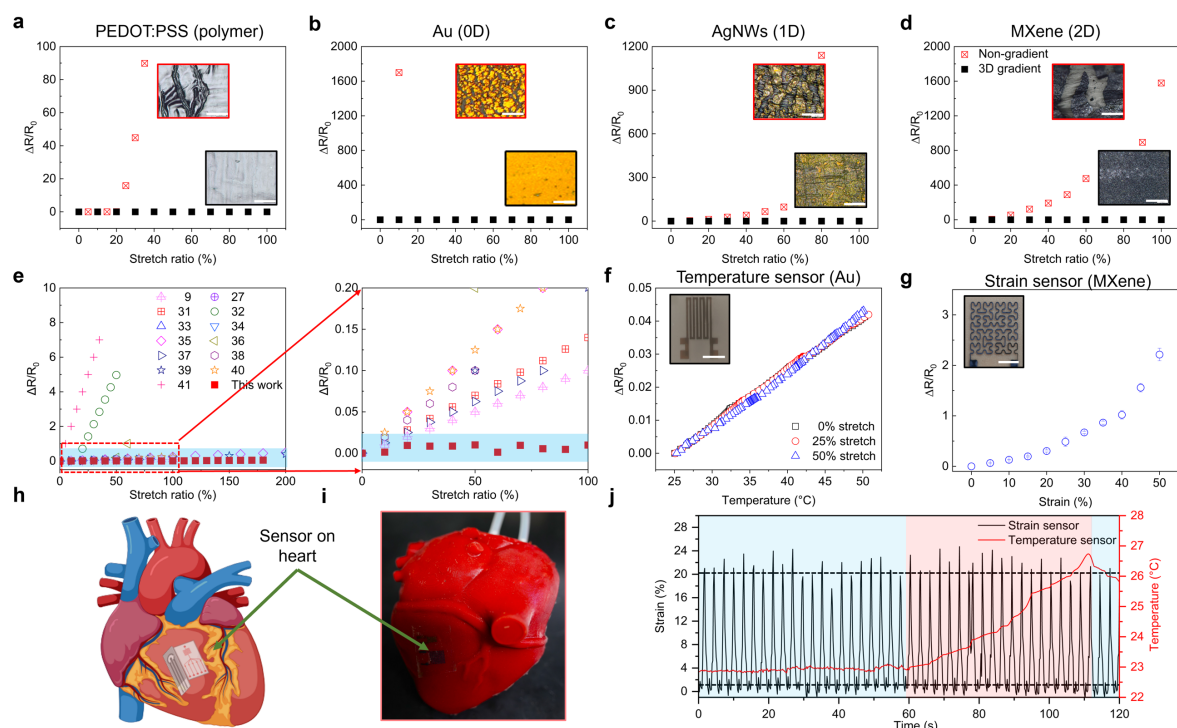 a PEDOT:PSS (polymer)
ΔR/R0
100
80
60
40
20
0
0 20 40 60 80 100
Stretch ratio (%)
b Au (0D)
2000
1600
1200
800
400
0
0 20 40 60 80 100
Stretch ratio (%)
c AgNWs (1D)
ΔR/R0
1200
900
600
300
0
0 20 40 60 80 100
Stretch ratio (%)
d MXene (2D)
Non-gradient
3D gradient
ΔR/R0
2000
1600
1200
800
400
0
0 20 40 60 80 100
Stretch ratio (%)
e
ΔR/R0
10
8
6
4
2
0
9 27
31 32
33 34
35 36
37 38
39 40
41 This work
0 50 100 150 200
Stretch ratio (%)
ΔR/R0
0.20
0.15
0.10
0.05
0.00
0 50 100
Stretch ratio (%)
f Temperature sensor (Au)
ΔR/R0
0.05
0.04
0.03
0.02
0.01
0.00
0% stretch
25% stretch
50% stretch
25 30 35 40 45 50
Temperature (°C)
g Strain sensor (MXene)
ΔR/R0
3
2
1
0
0 10 20 30 40 50
Strain (%)
h
Sensor on
heart
i
j
Strain sensor
Temperature sensor
Strain (%)
28
24
20
16
12
8
4
0
Temperature (°C)
28
27
26
25
24
23
22
0 10 20 30 40 50 60 70 80 90 100 110 120
Time (s)